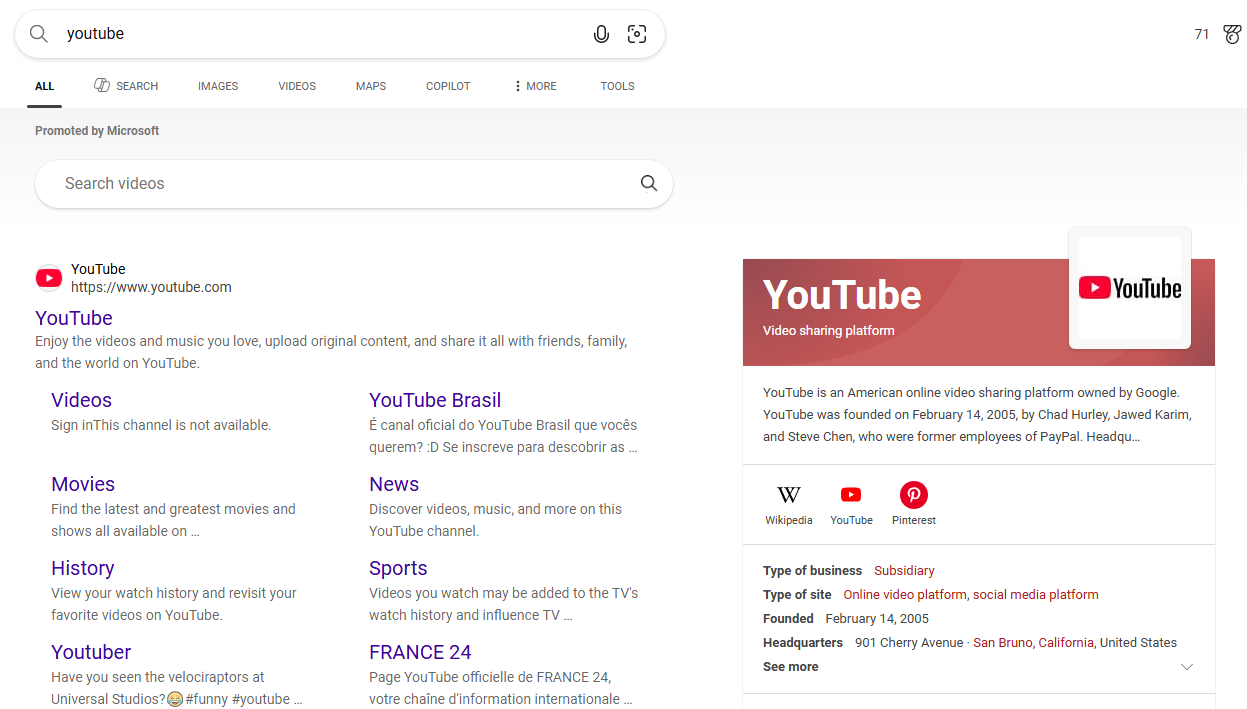 youtube
71
ALL
SEARCH
IMAGES
VIDEOS
MAPS
COPILOT
MORE
TOOLS
Promoted by Microsoft
Search videos
YouTube
https://www.youtube.com
YouTube
Enjoy the videos and music you love, upload original content, and share it all with friends, family,
and the world on YouTube.
Videos
Sign inThis channel is not available.
YouTube Brasil
É canal oficial do YouTube Brasil que vocês
querem? :D Se inscreve para descobrir as ...
Movies
Find the latest and greatest movies and
shows all available on ...
News
Discover videos, music, and more on this
YouTube channel.
History
View your watch history and revisit your
favorite videos on YouTube.
Sports
Videos you watch may be added to the TV's
watch history and influence TV ...
Youtuber
Have you seen the velociraptors at
Universal Studios?😂#funny #youtube ...
FRANCE 24
Page YouTube officielle de FRANCE 24,
votre chaîne d'information internationale ...
YouTube
Video sharing platform
YouTube
YouTube is an American online video sharing platform owned by Google.
YouTube was founded on February 14, 2005, by Chad Hurley, Jawed Karim,
and Steve Chen, who were former employees of PayPal. Headqu...
W
Wikipedia
YouTube
Pinterest
Type of business Subsidiary
Type of site Online video platform, social media platform
Founded February 14, 2005
Headquarters 901 Cherry Avenue · San Bruno, California, United States
See more